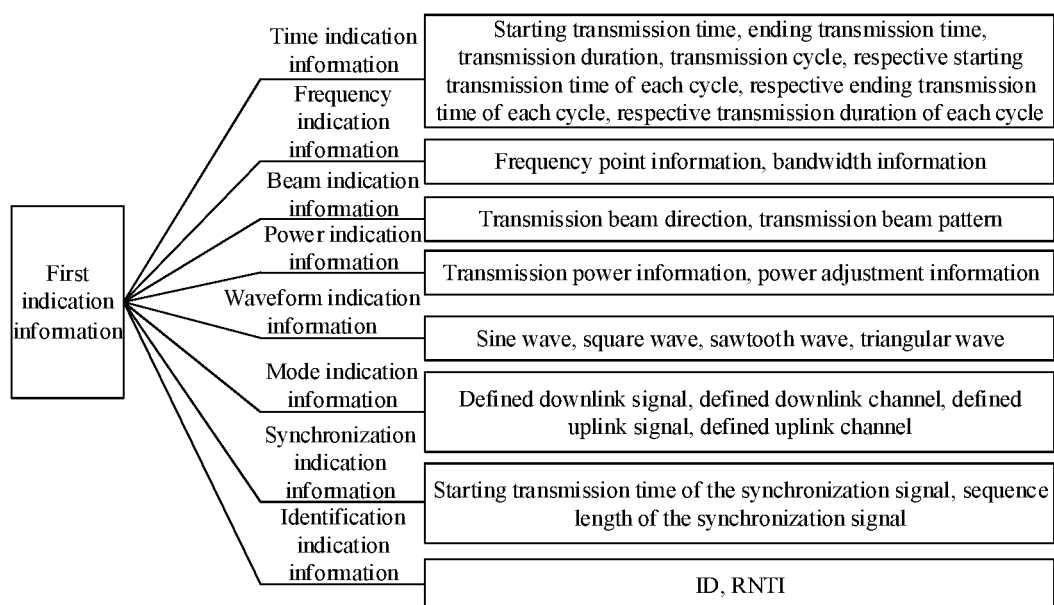 First
indication
information
Time indication
information
Starting transmission time, ending transmission time,
transmission duration, transmission cycle, respective starting
transmission time of each cycle, respective ending transmission
time of each cycle, respective transmission duration of each cycle
Frequency
indication
information
Frequency point information, bandwidth information
Beam indication
information
Transmission beam direction, transmission beam pattern
Power indication
information
Transmission power information, power adjustment information
Waveform indication
information
Sine wave, square wave, sawtooth wave, triangular wave
Mode indication
information
Defined downlink signal, defined downlink channel, defined
uplink signal, defined uplink channel
Synchronization
indication
information
Starting transmission time of the synchronization signal, sequence
length of the synchronization signal
Identification
indication
information
ID, RNTI